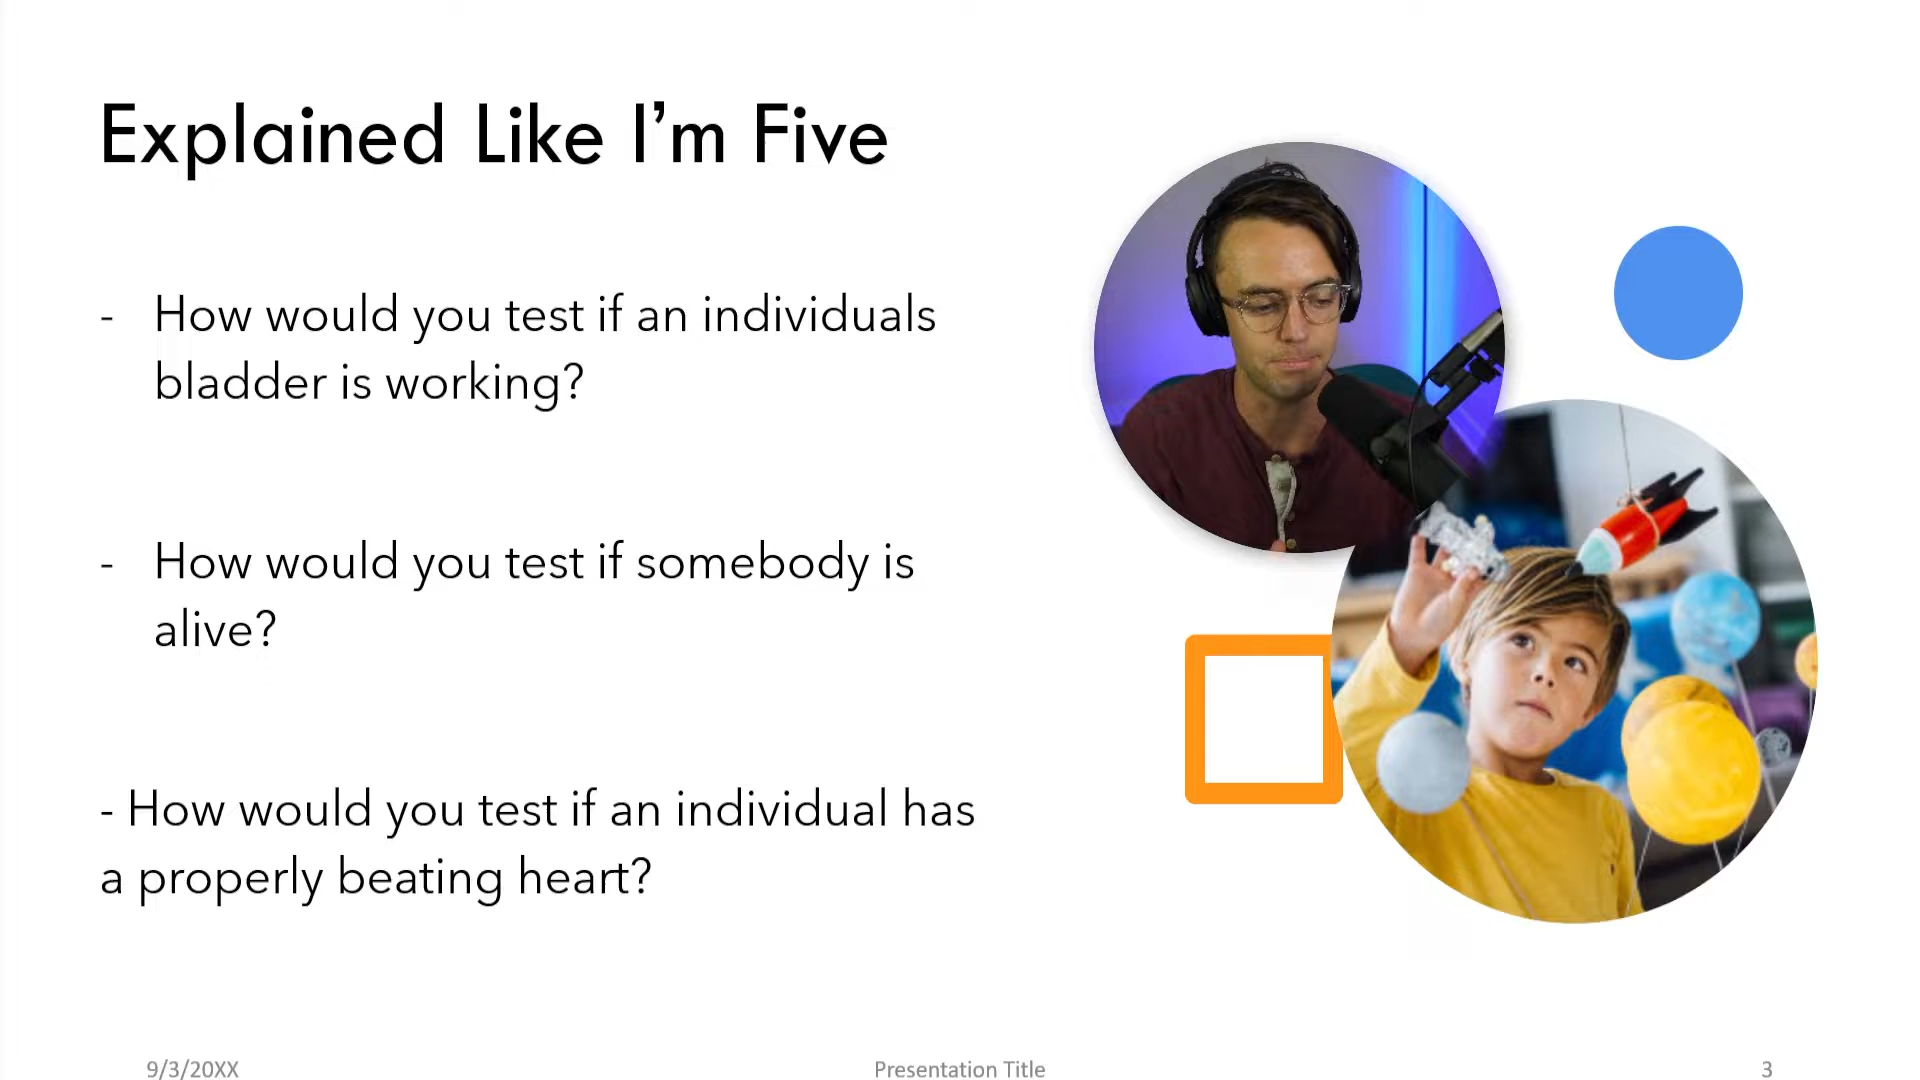 Explained Like I’m Five
- How would you test if an individuals
bladder is working?
- How would you test if somebody is
alive?
- How would you test if an individual has
a properly beating heart?
9/3/20XX
Presentation Title
3